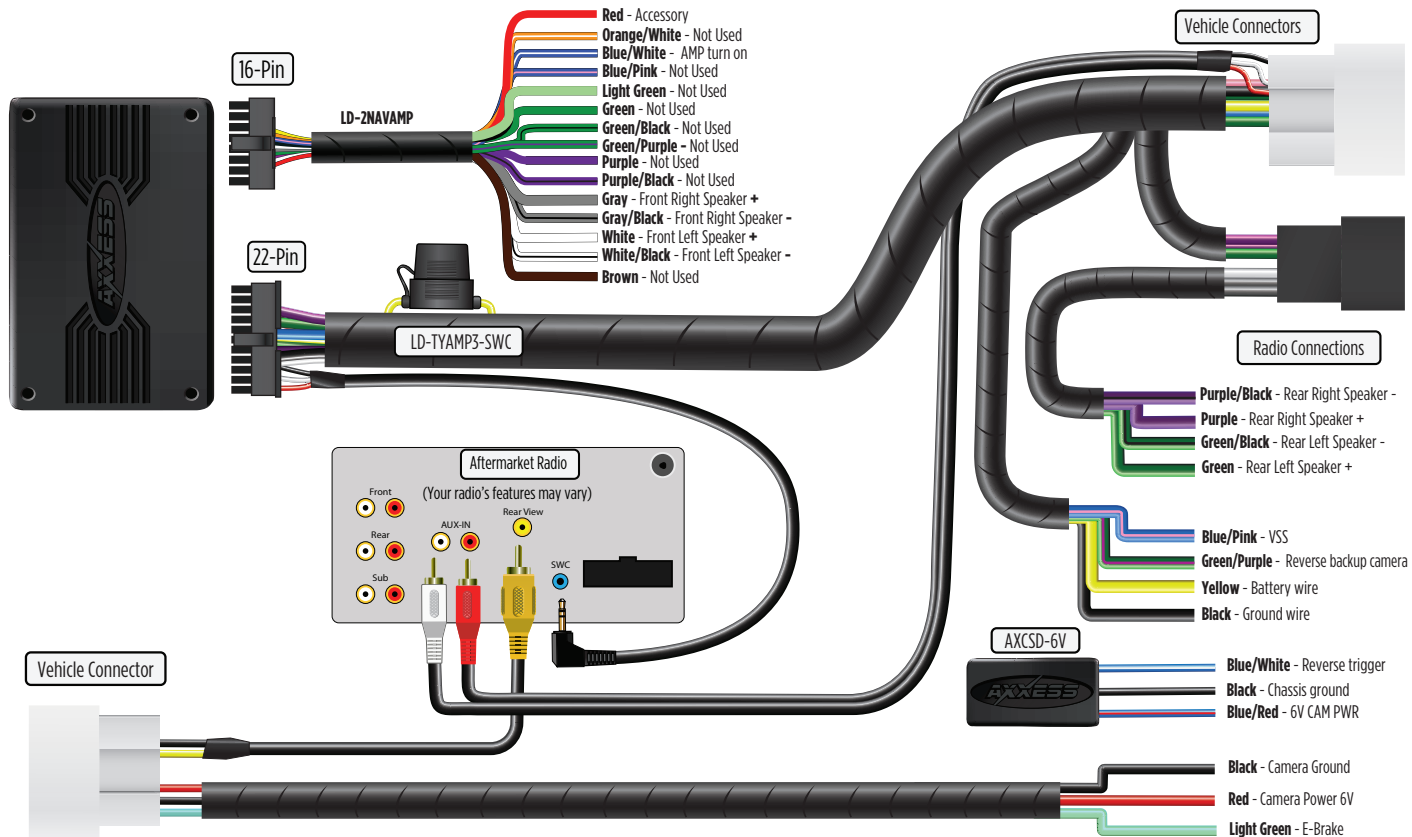 16-Pin
LD-2NAVAMP
Red - Accessory
Orange/White - Not Used
Blue/White - AMP turn on
Blue/Pink - Not Used
Light Green - Not Used
Green - Not Used
Green/Black - Not Used
Green/Purple - Not Used
Purple - Not Used
Purple/Black - Not Used
Gray - Front Right Speaker +
Gray/Black - Front Right Speaker -
White - Front Left Speaker +
White/Black - Front Left Speaker -
Brown - Not Used
Vehicle Connectors
AXXESS
22-Pin
LD-TYAMP3-SWC
Radio Connections
Purple/Black - Rear Right Speaker -
Purple - Rear Right Speaker +
Green/Black - Rear Left Speaker -
Green - Rear Left Speaker +
Aftermarket Radio
(Your radio's features may vary)
Front
Rear
Sub
AUX-IN
Rear View
SWC
Blue/Pink - VSS
Green/Purple - Reverse backup camera
Yellow - Battery wire
Black - Ground wire
AXCSD-6V
AXXESS
Blue/White - Reverse trigger
Black - Chassis ground
Blue/Red - 6V CAM PWR
Vehicle Connector
Black - Camera Ground
Red - Camera Power 6V
Light Green - E-Brake